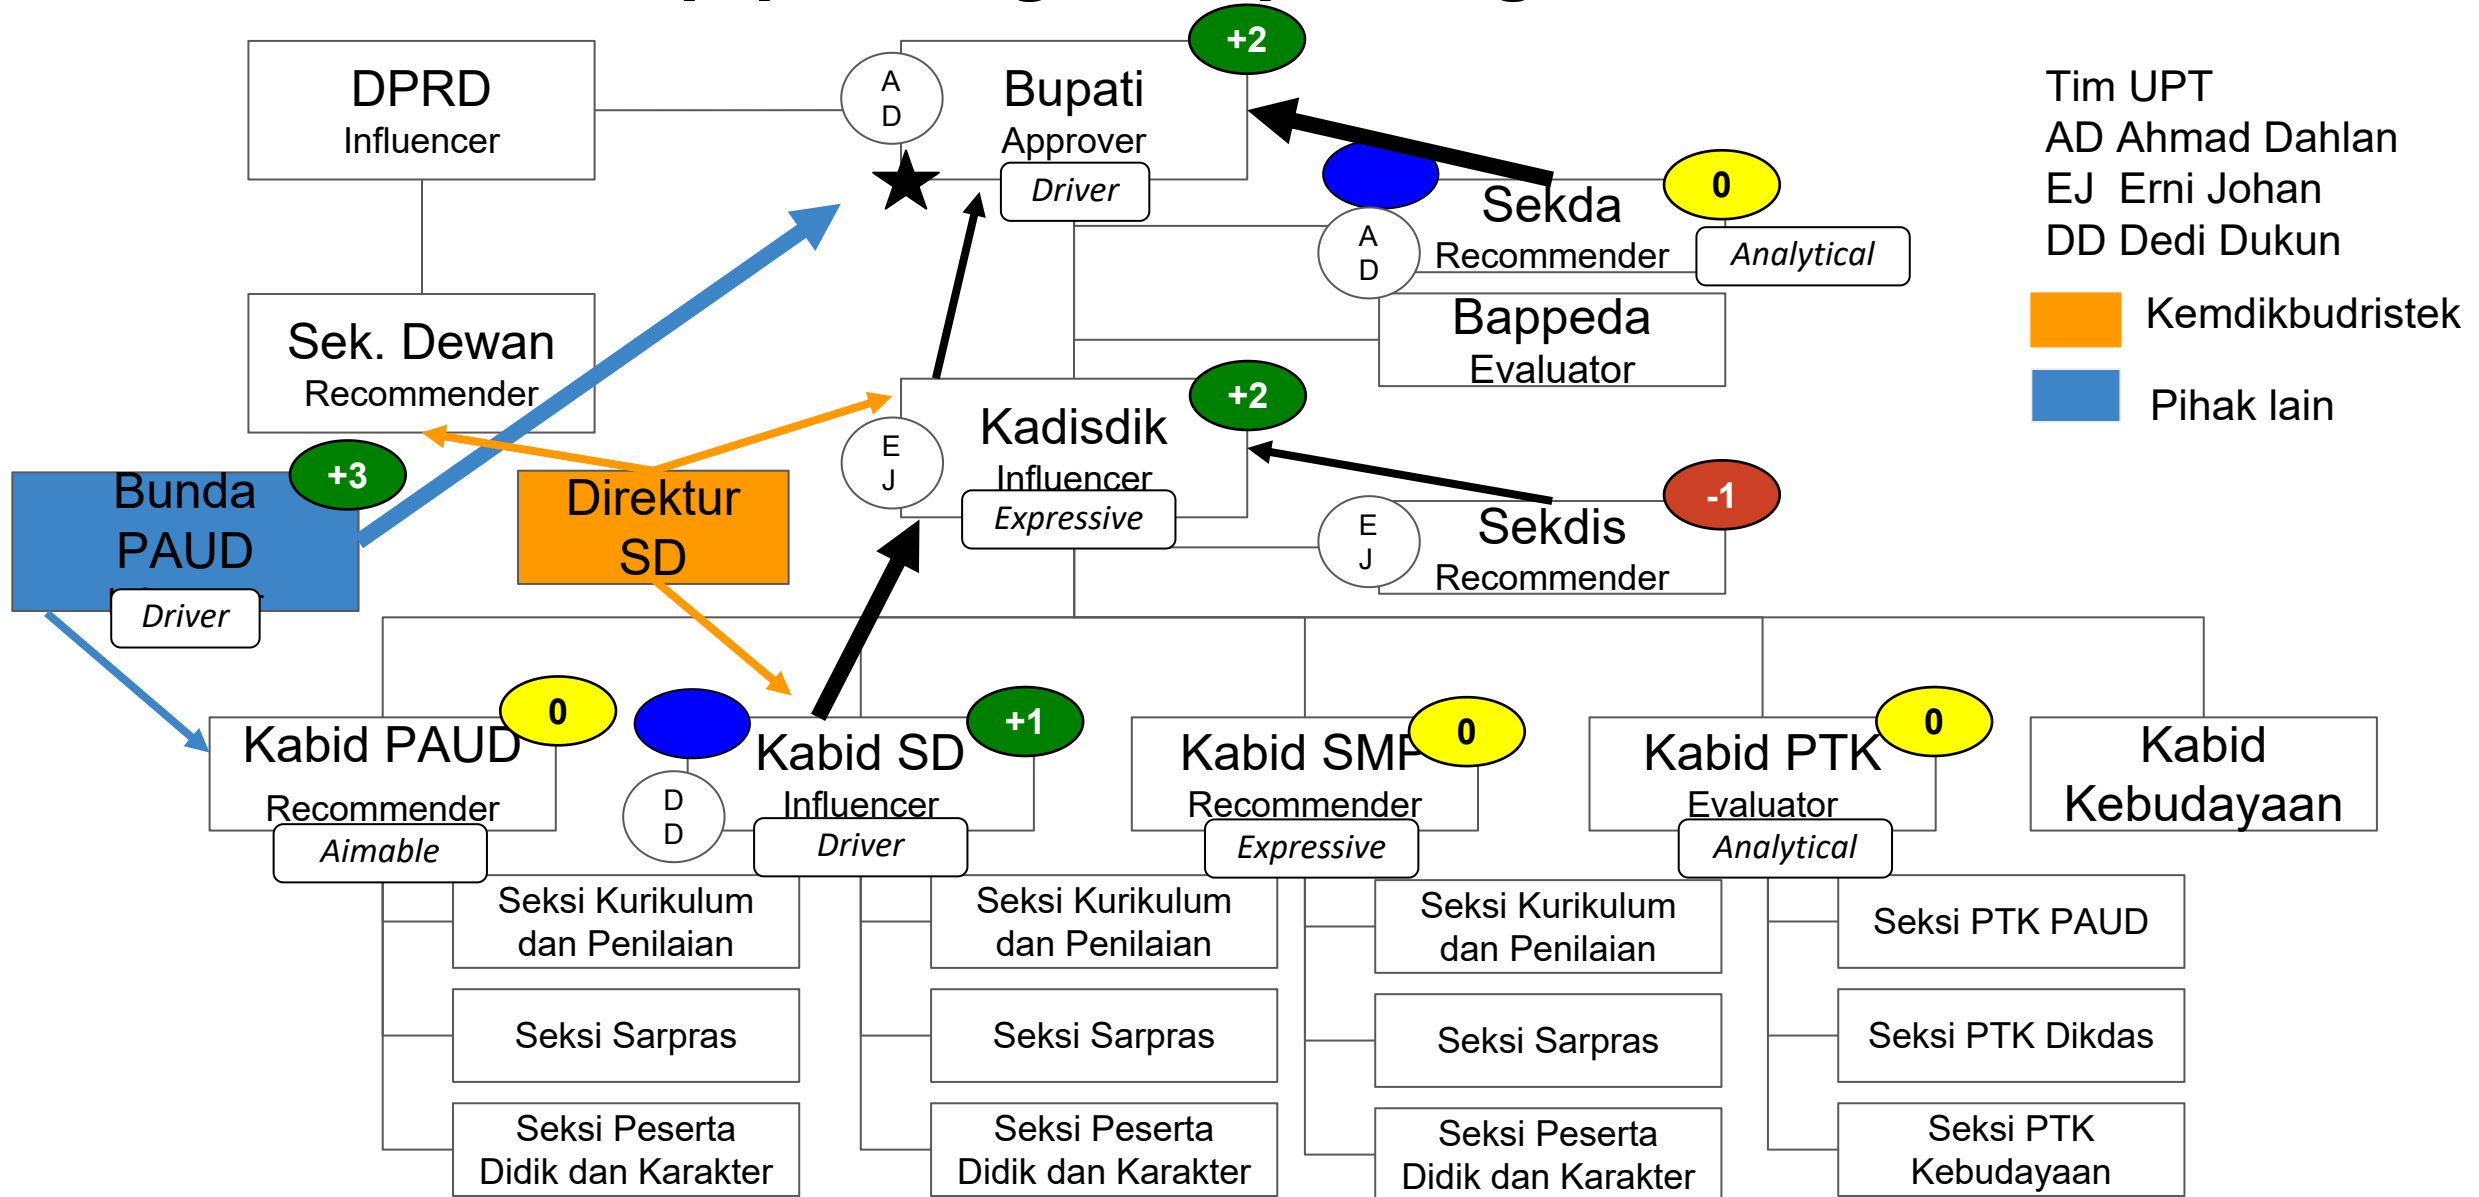 DPRD
Influencer
A
D
Bupati
Approver
Driver
+2
Tim UPT
AD Ahmad Dahlan
EJ Erni Johan
DD Dedi Dukun
Kemdikbudristek
Pihak lain
A
D
Sekda
Recommender
0
Analytical
Bappeda
Evaluator
Sek. Dewan
Recommender
Bunda
PAUD
Driver
+3
Direktur
SD
E
J
Kadisdik
Influencer
Expressive
+2
E
J
Sekdis
Recommender
-1
Kabid PAUD
Recommender
Aimable
0
D
D
Kabid SD
Influencer
Driver
+1
Kabid SMP
Recommender
Expressive
0
Kabid PTK
Evaluator
Analytical
0
Kabid
Kebudayaan
Seksi Kurikulum
dan Penilaian
Seksi Sarpras
Seksi Peserta
Didik dan Karakter
Seksi Kurikulum
dan Penilaian
Seksi Sarpras
Seksi Peserta
Didik dan Karakter
Seksi Kurikulum
dan Penilaian
Seksi Sarpras
Seksi Peserta
Didik dan Karakter
Seksi PTK PAUD
Seksi PTK Dikdas
Seksi PTK
Kebudayaan